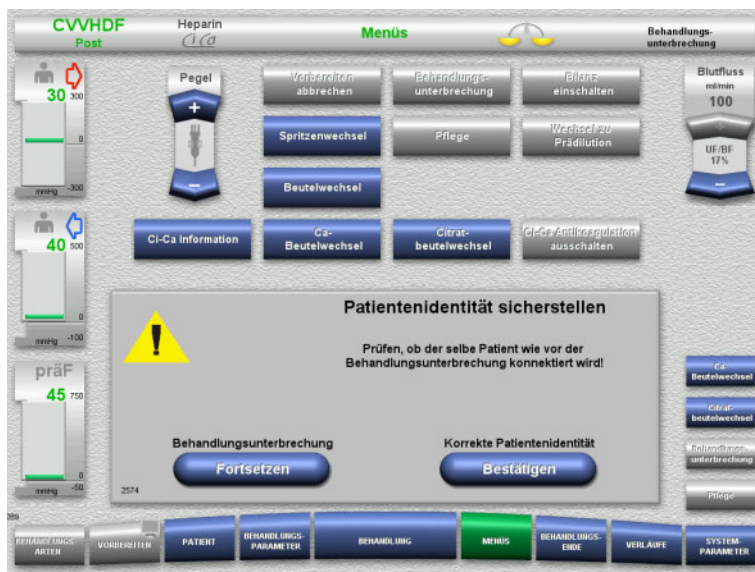 CVVHDF
Post
Heparin
CiCa
Menüs
Behandlungs-
unterbrechung
30 300
0
mmHg -300
40 500
0
mmHg -100
präF
45 750
0
mmHg -50
Pegel
+
−
Vorbereiten
abbrechen
Behandlungs-
unterbrechung
Bilanz
einschalten
Spritzenwechsel
Pflege
Wechsel zu
Prädilution
Beutelwechsel
Ci-Ca Information
Ca-
Beutelwechsel
Citrat-
beutelwechsel
Ci-Ca Antikoagulation
ausschalten
Blutfluss
ml/min
100
+
UF/BF
17%
−
!
Patientenidentität sicherstellen
Prüfen, ob der selbe Patient wie vor der
Behandlungsunterbrechung konnektiert wird!
Behandlungsunterbrechung
Fortsetzen
Korrekte Patientenidentität
Bestätigen
2574
Ca-
Beutelwechsel
Citrat-
beutelwechsel
Behandlungs-
unterbrechung
Pflege
BEHANDLUNGS-
ARTEN
VORBEREITEN
PATIENT
BEHANDLUNGS-
PARAMETER
BEHANDLUNG
MENÜS
BEHANDLUNGS-
ENDE
VERLÄUFE
SYSTEM-
PARAMETER